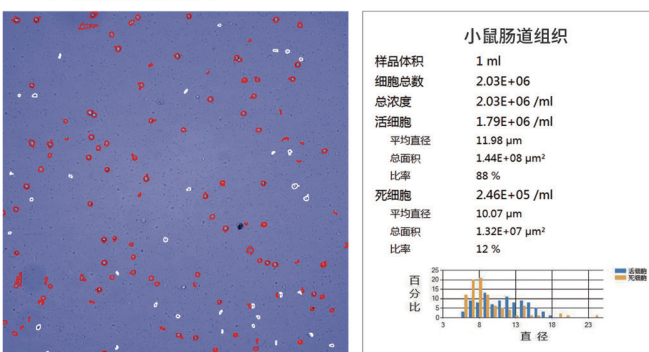 小鼠肠道组织
样品体积 1 ml
细胞总数 2.03E+06
总浓度 2.03E+06 /ml
活细胞 1.79E+06 /ml
平均直径 11.98 μm
总面积 1.44E+08 μm²
比率 88 %
死细胞 2.46E+05 /ml
平均直径 10.07 μm
总面积 1.32E+07 μm²
比率 12 %
百分比
25
20
15
10
5
0
3 8 13 18 23
直 径
活细胞
死细胞